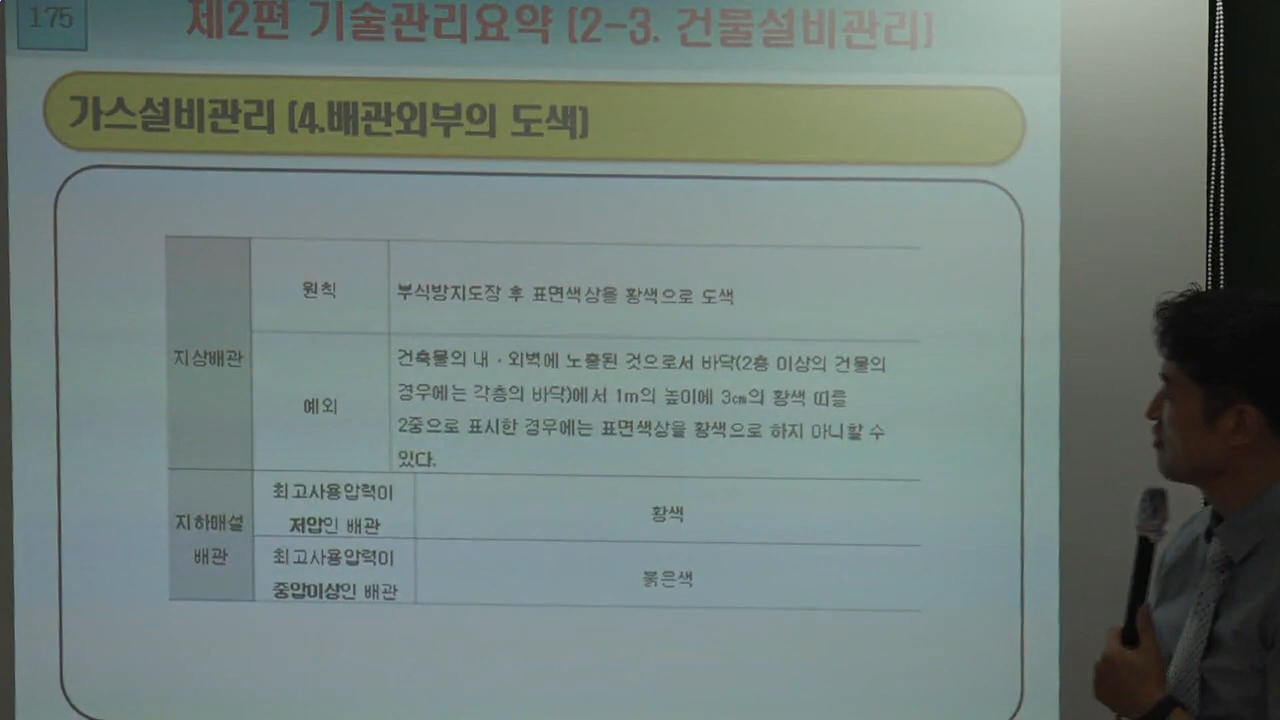 175
제2편 기술관리요약 (2-3. 건물설비관리)
가스설비관리 (4.배관외부의 도색)
지상배관
원칙
부식방지도장 후 표면색상을 황색으로 도색
예외
건축물의 내·외벽에 노출된 것으로서 바닥(2층 이상의 건물의
경우에는 각층의 바닥)에서 1m의 높이에 3㎝의 황색 띠를
2중으로 표시한 경우에는 표면색상을 황색으로 하지 아니할 수
있다.
지하매설
배관
최고사용압력이
저압인 배관
황색
최고사용압력이
중압이상인 배관
붉은색